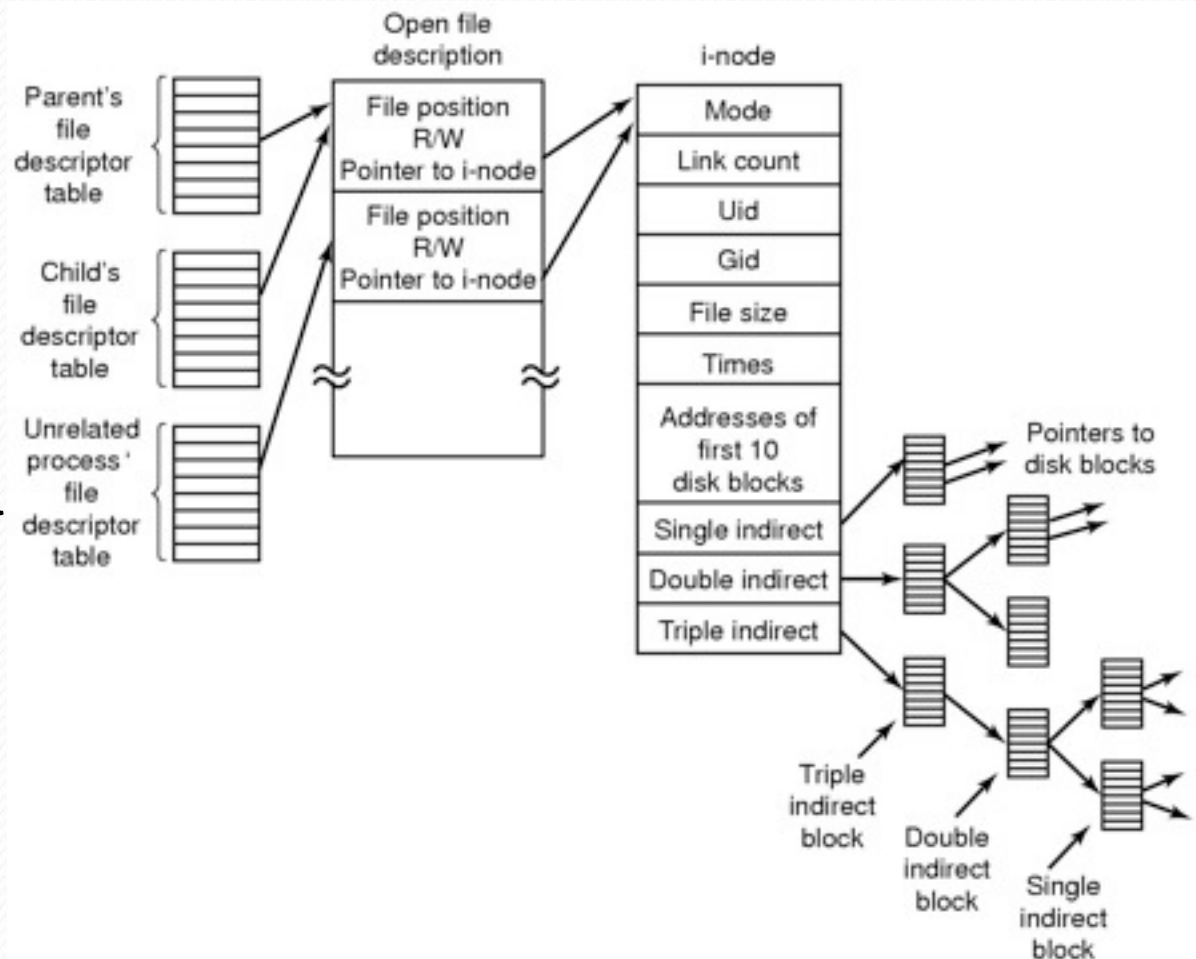 Open file
description
i-node
Parent's
file
descriptor
table
Child's
file
descriptor
table
Unrelated
process'
file
descriptor
table
File position
R/W
Pointer to i-node
File position
R/W
Pointer to i-node
Mode
Link count
Uid
Gid
File size
Times
Addresses of
first 10
disk blocks
Single indirect
Double indirect
Triple indirect
Pointers to
disk blocks
Triple
indirect
block
Double
indirect
block
Single
indirect
block